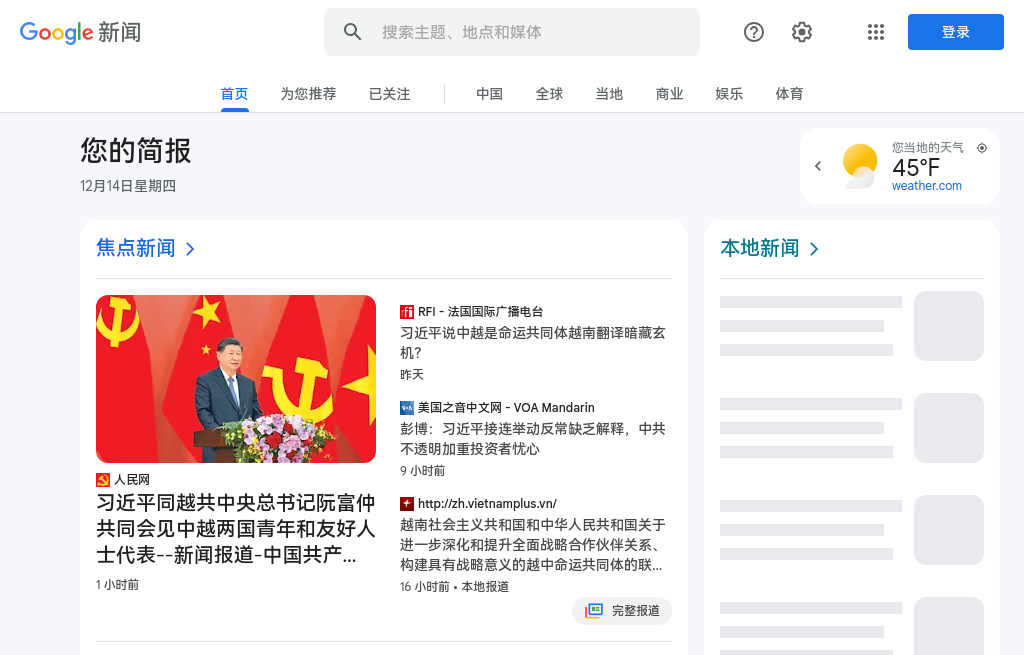 Google 新闻
搜索主题、地点和媒体
登录
首页
为您推荐
已关注
中国
全球
当地
商业
娱乐
体育
您的简报
12月14日星期四
您当地的天气
45°F
weather.com
焦点新闻
人民网
习近平同越共中央总书记阮富仲
共同会见中越两国青年和友好人
士代表--新闻报道-中国共产...
1 小时前
RFI - 法国国际广播电台
习近平说中越是命运共同体越南翻译暗藏玄
机?
昨天
VOA
美国之音中文网 - VOA Mandarin
彭博：习近平接连举动反常缺乏解释，中共
不透明加重投资者忧心
9 小时前
http://zh.vietnamplus.vn/
越南社会主义共和国和中华人民共和国关于
进一步深化和提升全面战略合作伙伴关系、
构建具有战略意义的越中命运共同体的联...
16 小时前 • 本地报道
完整报道
本地新闻